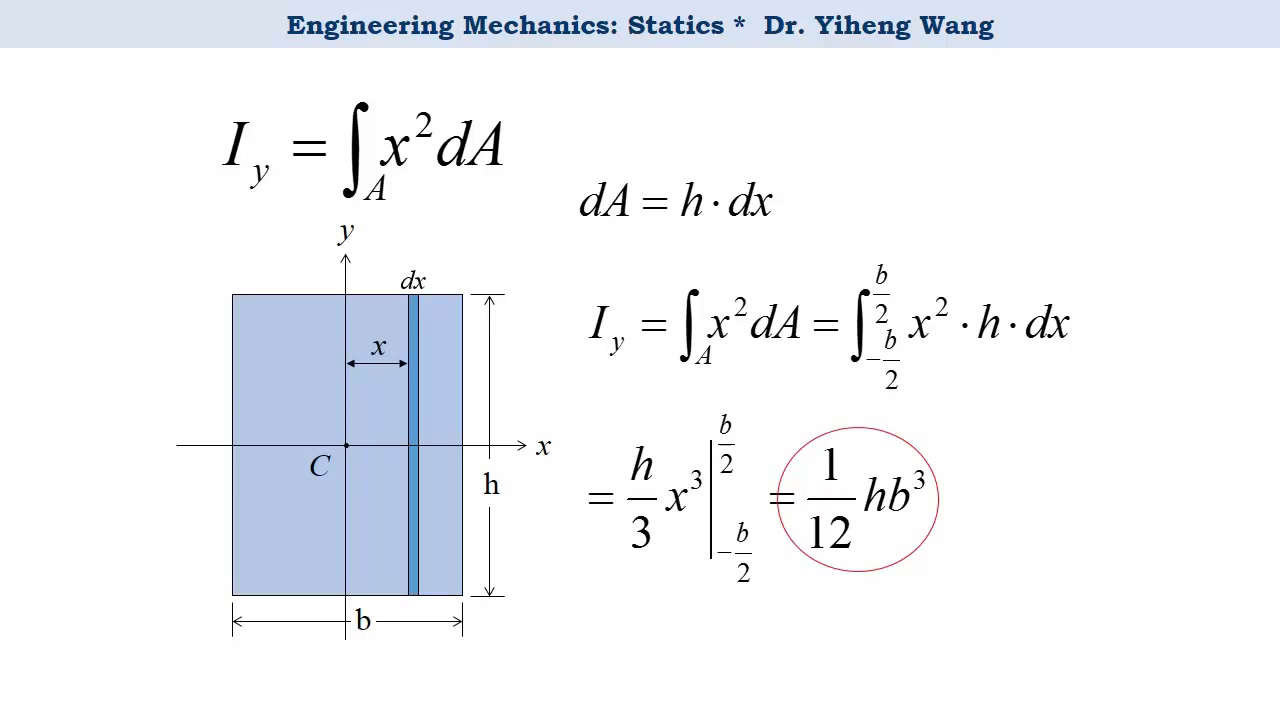 Engineering Mechanics: Statics * Dr. Yiheng Wang
I_y = ∫_A x² dA
dA = h · dx
y
dx
x
C
x
h
b
I_y = ∫_A x² dA = ∫_{-b/2}^{b/2} x² · h · dx
= h/3 x³ |_{-b/2}^{b/2} = 1/12 hb³